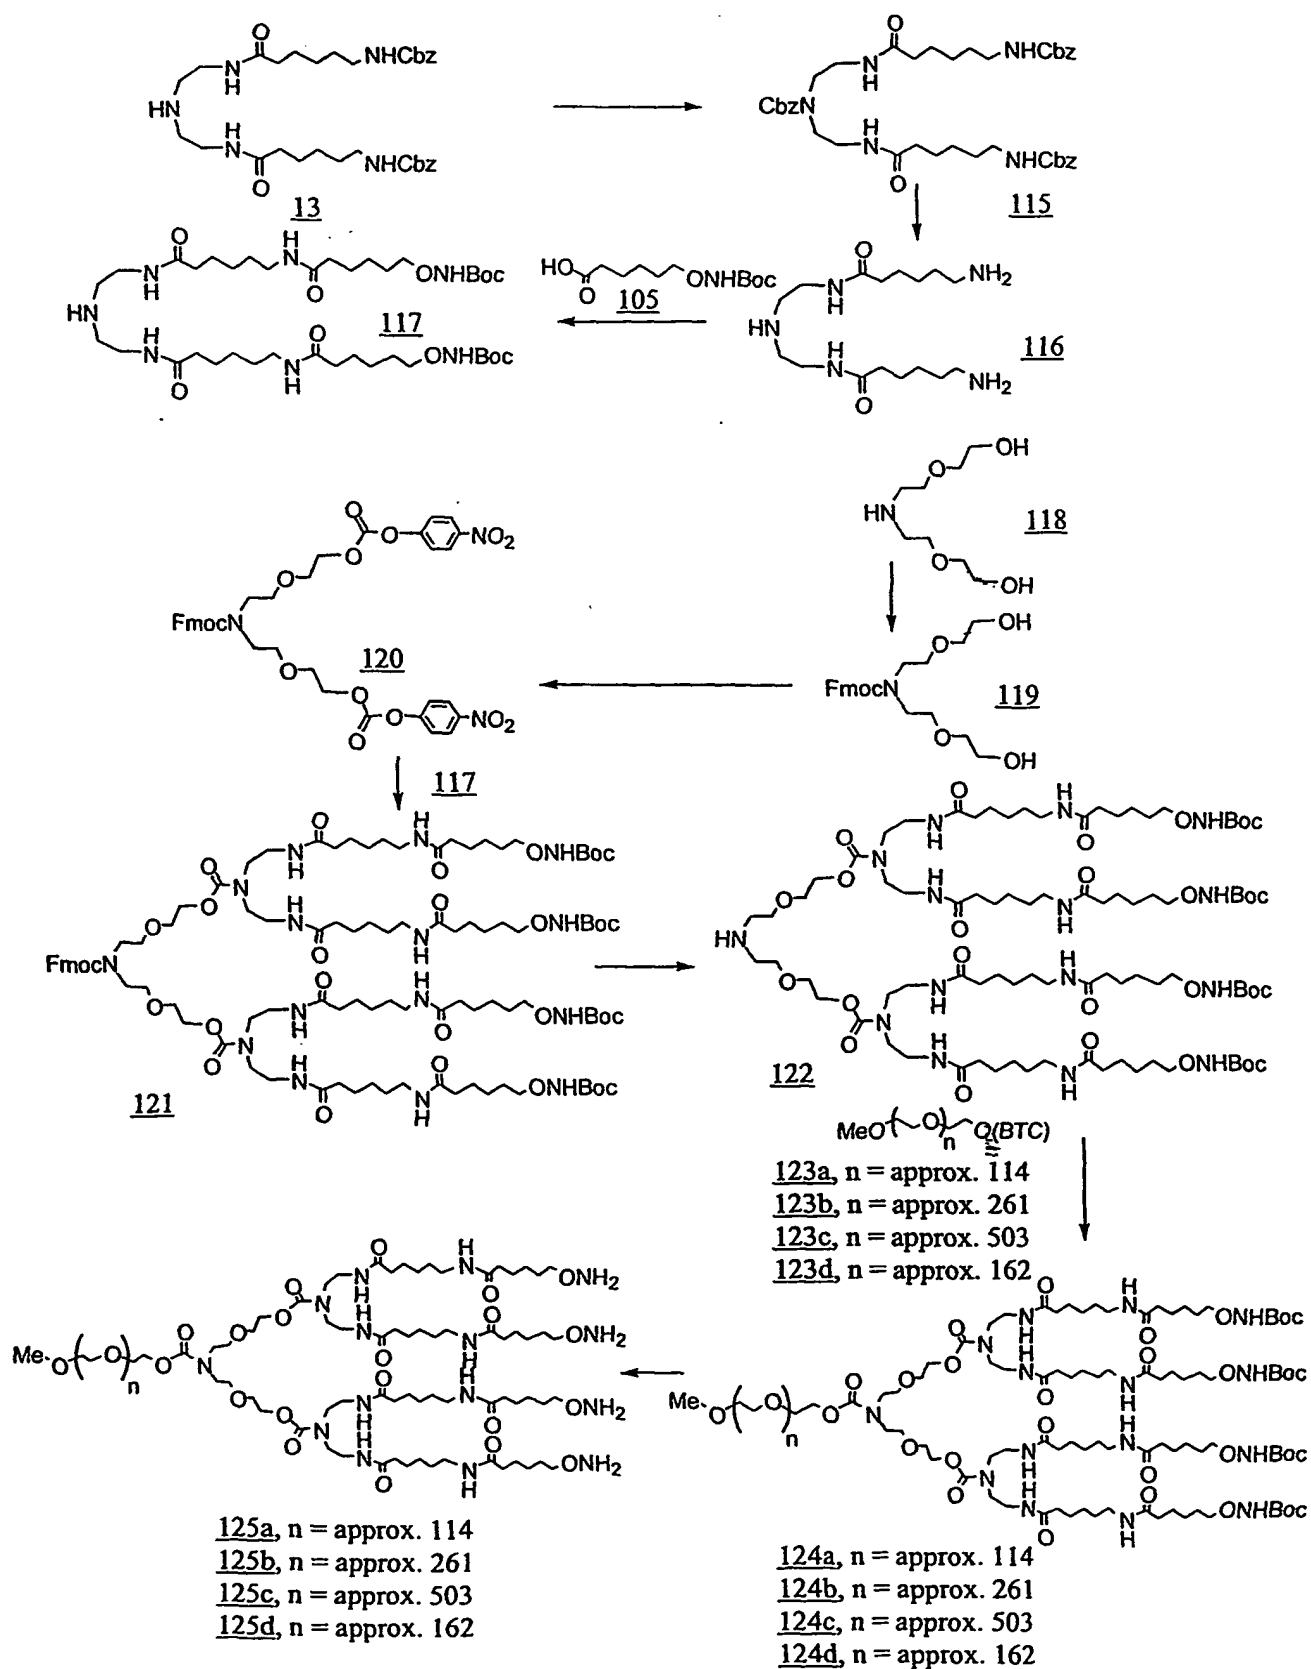 O
NHCbz
N
H
HN
H
N
NHCbz
O
13
O
NHCbz
N
H
CbzN
H
N
NHCbz
O
115
O
H
N
N
H
O
ONHBoc
HN
117
H
N
O
O
N
H
ONHBoc
HO
O
ONHBoc
105
O
NH2
N
H
HN
116
H
N
NH2
O
O
O
O
NO2
O
FmocN
O
120
O
O
O
NO2
OH
O
HN
118
O
OH
OH
O
FmocN
119
O
OH
117
O
H
N
N
H
O
ONHBoc
O
O
N
O
H
N
O
O
N
H
ONHBoc
FmocN
O
N
H
O
H
N
O
ONHBoc
O
O
O
N
H
N
O
O
N
H
ONHBoc
121
O
H
N
N
H
O
ONHBoc
O
O
N
O
H
N
O
O
N
H
ONHBoc
HN
O
N
H
O
H
N
O
ONHBoc
O
O
O
N
H
N
O
O
N
H
ONHBoc
122
MeO(O)n O(BTC)
123a, n = approx. 114
123b, n = approx. 261
123c, n = approx. 503
123d, n = approx. 162
O
H
N
N
H
O
ONH2
O
O
N
O
H
N
O
O
N
H
ONH2
Me O ( O ) n O
O
N
O
N
H
O
H
N
O
ONH2
O
O
N
H
N
O
O
N
H
ONH2
125a, n = approx. 114
125b, n = approx. 261
125c, n = approx. 503
125d, n = approx. 162
O
H
N
N
H
O
ONHBoc
O
O
N
O
H
N
O
O
N
H
ONHBoc
Me O ( O ) n O
O
N
O
N
H
O
H
N
O
ONHBoc
O
O
N
H
N
O
O
N
H
ONHBoc
124a, n = approx. 114
124b, n = approx. 261
124c, n = approx. 503
124d, n = approx. 162